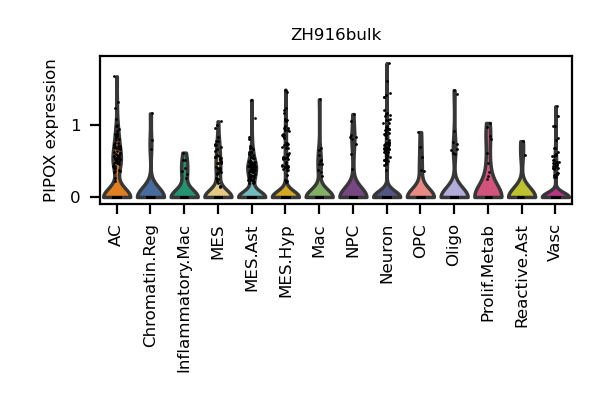 ZH916bulk
PIPOX expression
1
0
AC
Chromatin.Reg
Inflammatory.Mac
MES
MES.Ast
MES.Hyp
Mac
NPC
Neuron
OPC
Oligo
Prolif.Metab
Reactive.Ast
Vasc